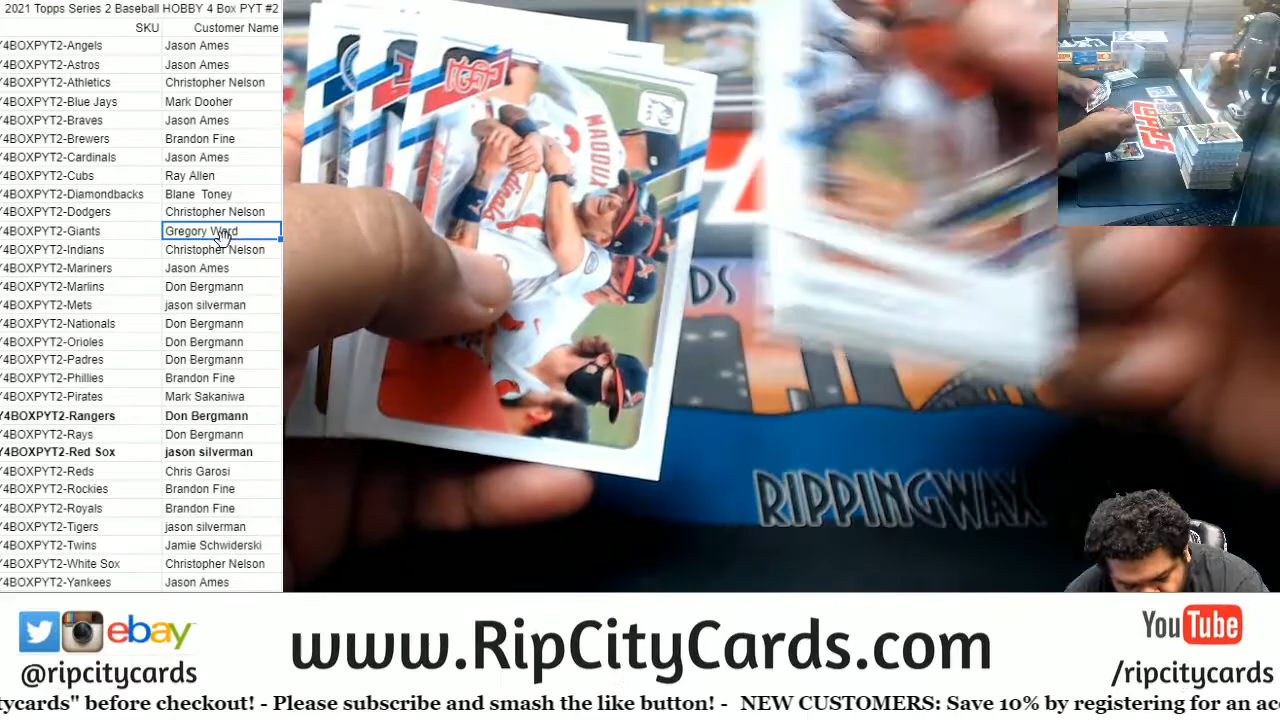 2021 Topps Series 2 Baseball HOBBY 4 Box PYT #2
SKU Customer Name
Y4BOXPYT2-Angels Jason Ames
Y4BOXPYT2-Astros Jason Ames
Y4BOXPYT2-Athletics Christopher Nelson
Y4BOXPYT2-Blue Jays Mark Dooher
Y4BOXPYT2-Braves Jason Ames
Y4BOXPYT2-Brewers Brandon Fine
Y4BOXPYT2-Cardinals Jason Ames
Y4BOXPYT2-Cubs Ray Allen
Y4BOXPYT2-Diamondbacks Blane Toney
Y4BOXPYT2-Dodgers Christopher Nelson
Y4BOXPYT2-Giants Gregory Ward
Y4BOXPYT2-Indians Christopher Nelson
Y4BOXPYT2-Mariners Jason Ames
Y4BOXPYT2-Marlins Don Bergmann
Y4BOXPYT2-Mets jason silverman
Y4BOXPYT2-Nationals Don Bergmann
Y4BOXPYT2-Orioles Don Bergmann
Y4BOXPYT2-Padres Don Bergmann
Y4BOXPYT2-Phillies Brandon Fine
Y4BOXPYT2-Pirates Mark Sakaniwa
Y4BOXPYT2-Rangers Don Bergmann
Y4BOXPYT2-Rays Don Bergmann
Y4BOXPYT2-Red Sox jason silverman
Y4BOXPYT2-Reds Chris Garosi
Y4BOXPYT2-Rockies Brandon Fine
Y4BOXPYT2-Royals Brandon Fine
Y4BOXPYT2-Tigers jason silverman
Y4BOXPYT2-Twins Jamie Schwiderski
Y4BOXPYT2-White Sox Christopher Nelson
Y4BOXPYT2-Yankees Jason Ames
MADDUX
Cardinals
DS
TOPPS
RIPPINGWAX
ebay
@ripcitycards
www.RipCityCards.com
YouTube
/ripcitycards
tycards" before checkout! - Please subscribe and smash the like button! - NEW CUSTOMERS: Save 10% by registering for an ac